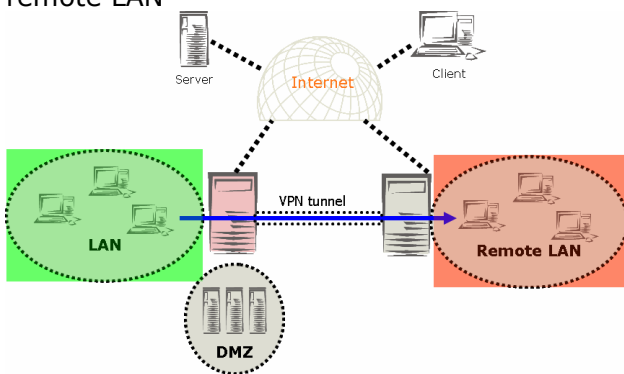 remote LAN
Server
Internet
Client
VPN tunnel
LAN
Remote LAN
DMZ